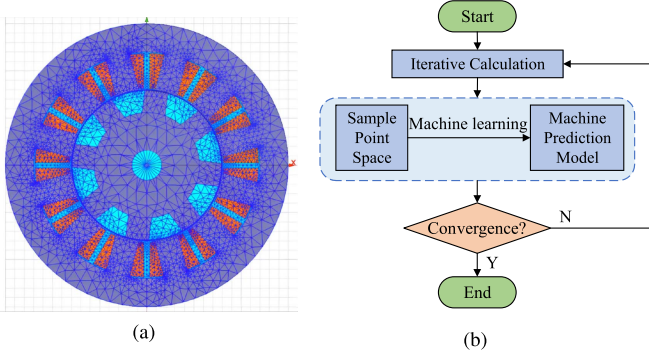 x
(a)
Start
Iterative Calculation
Sample
Point
Space
Machine learning
Machine
Prediction
Model
Convergence?
N
Y
End
(b)